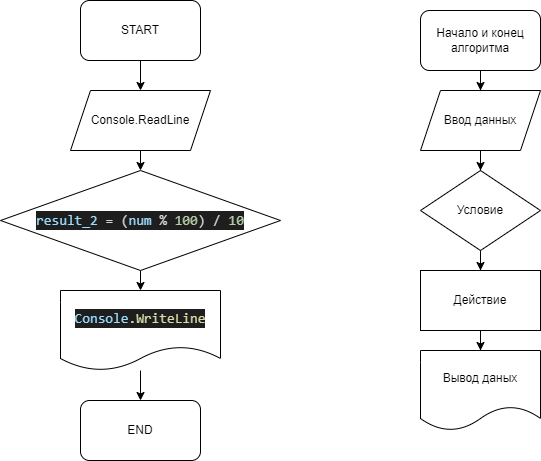 START
Console.ReadLine
result_2 = (num % 100) / 10
Console.WriteLine
END
Начало и конец
алгоритма
Ввод данных
Условие
Действие
Вывод даных